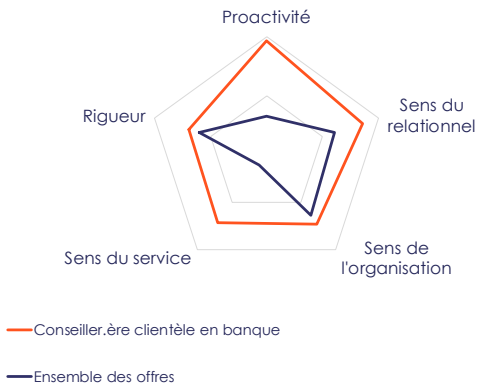 Proactivité
Sens du
relationnel
Rigueur
Sens de
l'organisation
Sens du service
Conseiller.ère clientèle en banque
Ensemble des offres